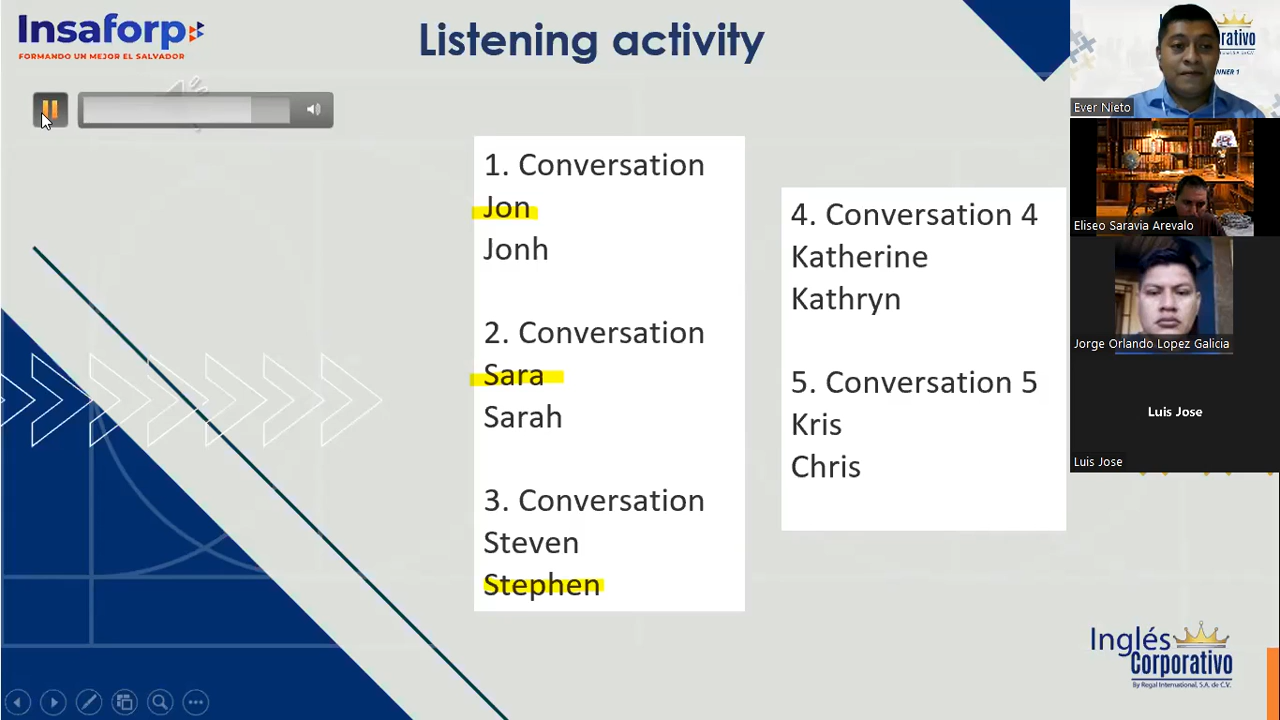 Insaforp
FORMANDO UN MEJOR EL SALVADOR
Listening activity
1. Conversation
Jon
Jonh
2. Conversation
Sara
Sarah
3. Conversation
Steven
Stephen
4. Conversation 4
Katherine
Kathryn
5. Conversation 5
Kris
Chris
Ever Nieto
Eliseo Saravia Arevalo
Jorge Orlando Lopez Galicia
Luis Jose
Luis Jose
Inglés
Corporativo
By Regal International, S.A. de C.V.